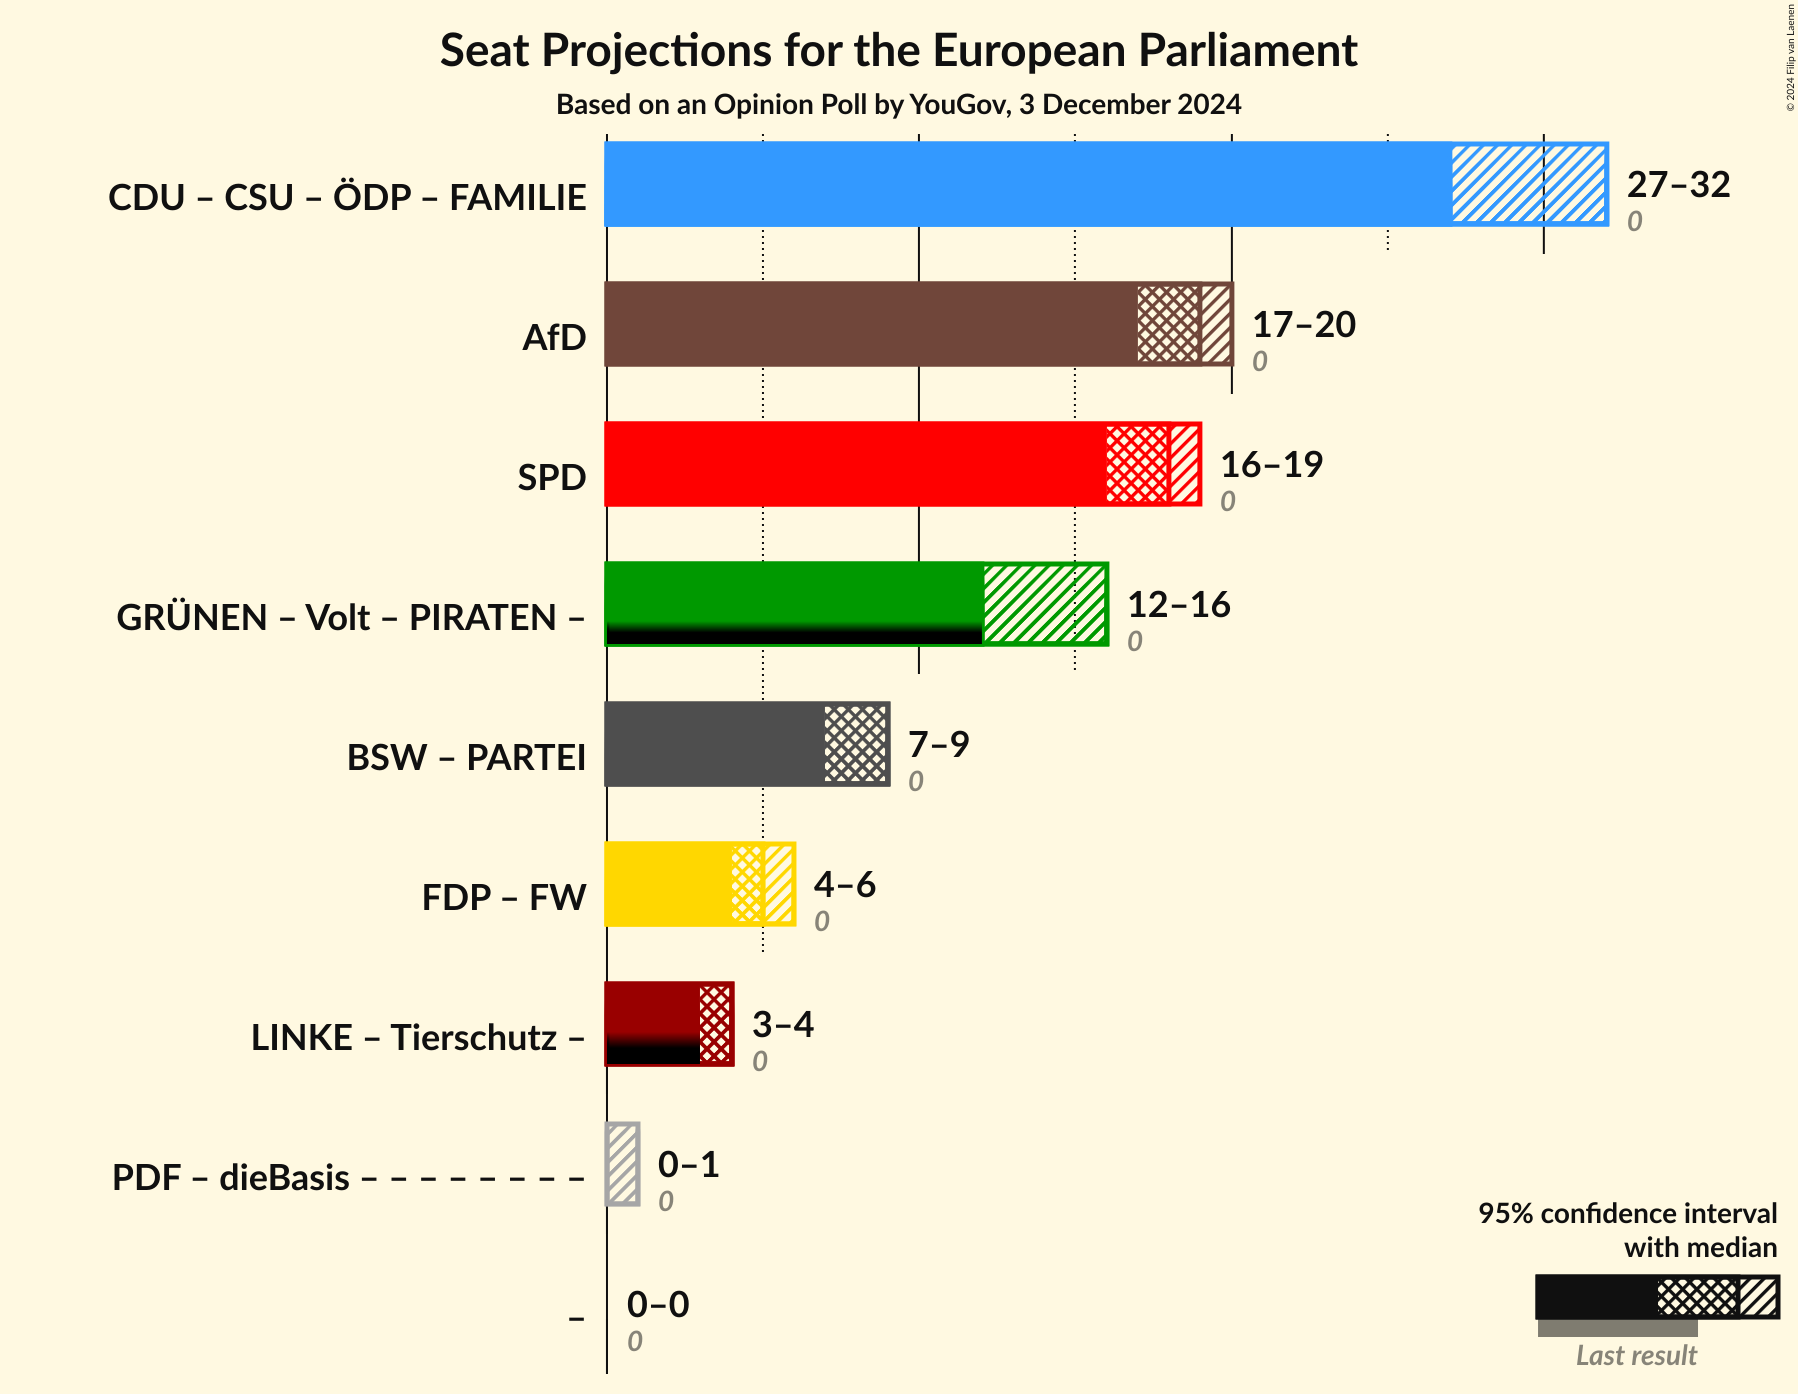 Seat Projections for the European Parliament
Based on an Opinion Poll by YouGov, 3 December 2024
© 2024 Filip van Laenen
CDU – CSU – ÖDP – FAMILIE
27–32
0
AfD
17–20
0
SPD
16–19
0
GRÜNEN – Volt – PIRATEN –
12–16
0
BSW – PARTEI
7–9
0
FDP – FW
4–6
0
LINKE – Tierschutz –
3–4
0
PDF – dieBasis – – – – – – – –
0–1
0
–
0–0
0
95% confidence interval
with median
Last result